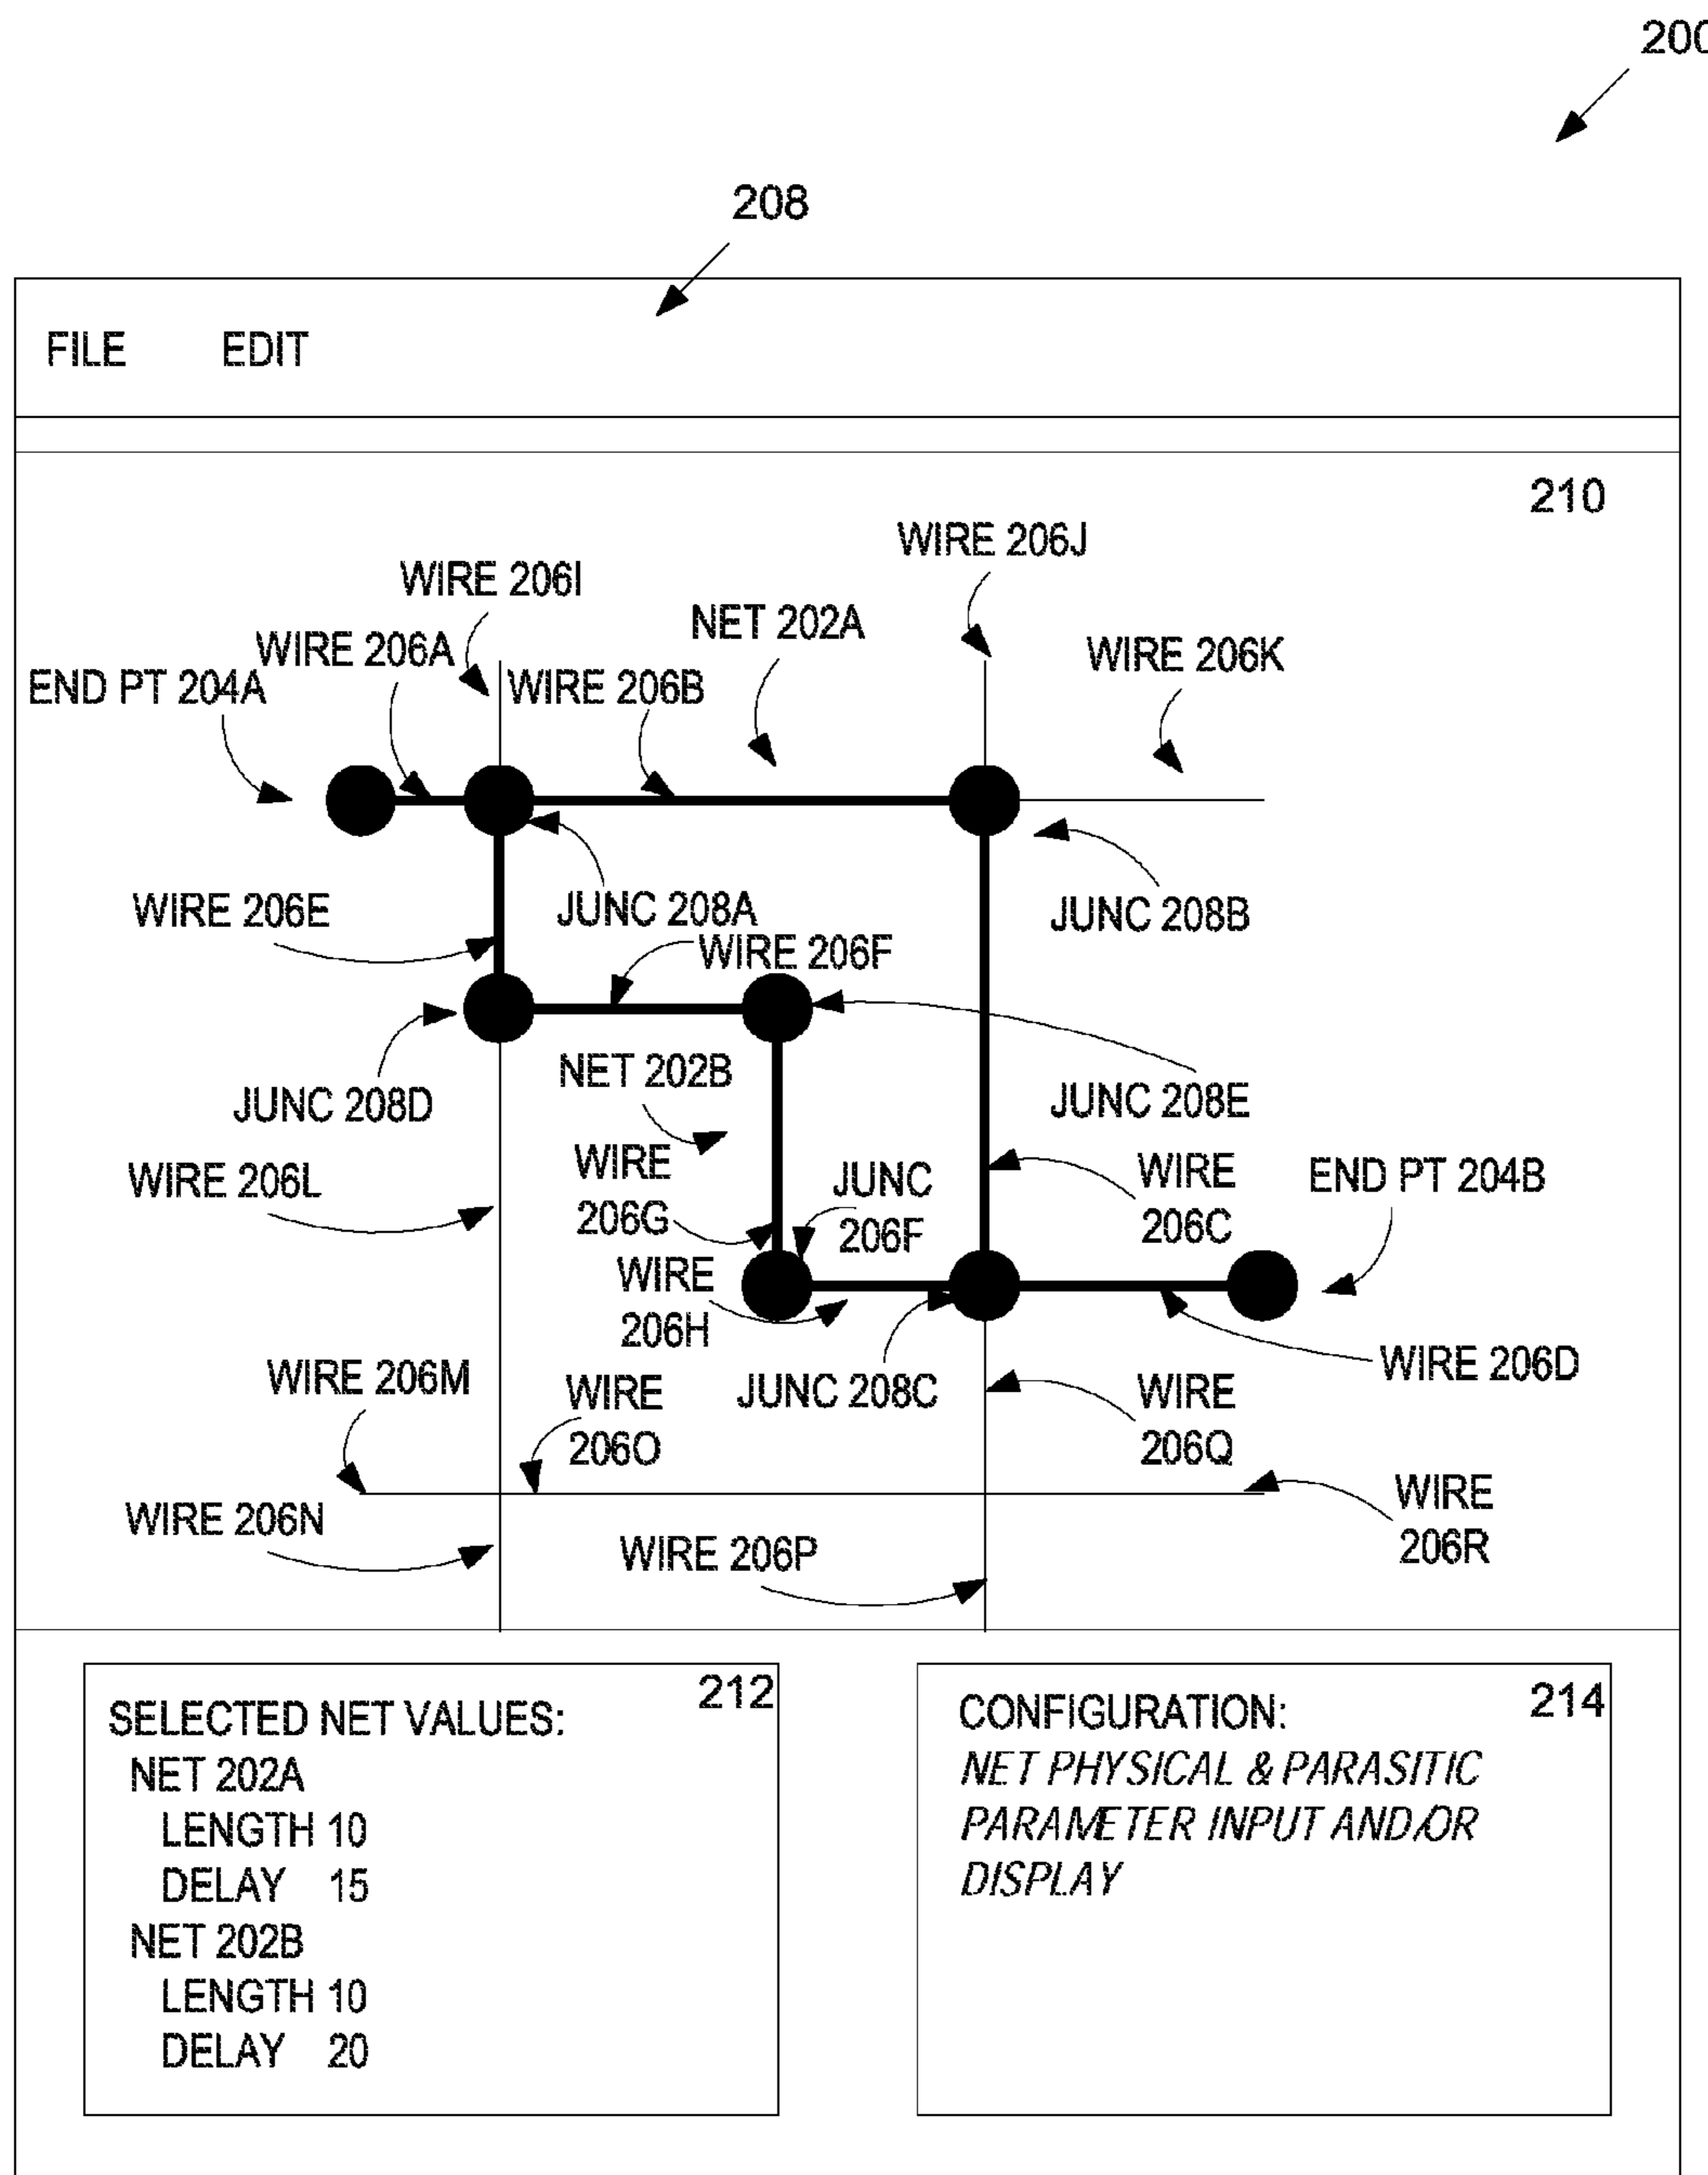 200
208
FILE EDIT
210
WIRE 206J
WIRE 206I
NET 202A
WIRE 206A
WIRE 206K
END PT 204A
WIRE 206B
WIRE 206E
JUNC 208A
JUNC 208B
WIRE 206F
NET 202B
JUNC 208D
JUNC 208E
WIRE
206G
JUNC
206F
WIRE
206C
END PT 204B
WIRE 206L
WIRE
206H
WIRE 206D
WIRE 206M
WIRE
206O
JUNC 208C
WIRE
206Q
WIRE
206R
WIRE 206N
WIRE 206P
212
SELECTED NET VALUES:
NET 202A
LENGTH 10
DELAY 15
NET 202B
LENGTH 10
DELAY 20
214
CONFIGURATION:
NET PHYSICAL & PARASITIC
PARAMETER INPUT AND/OR
DISPLAY